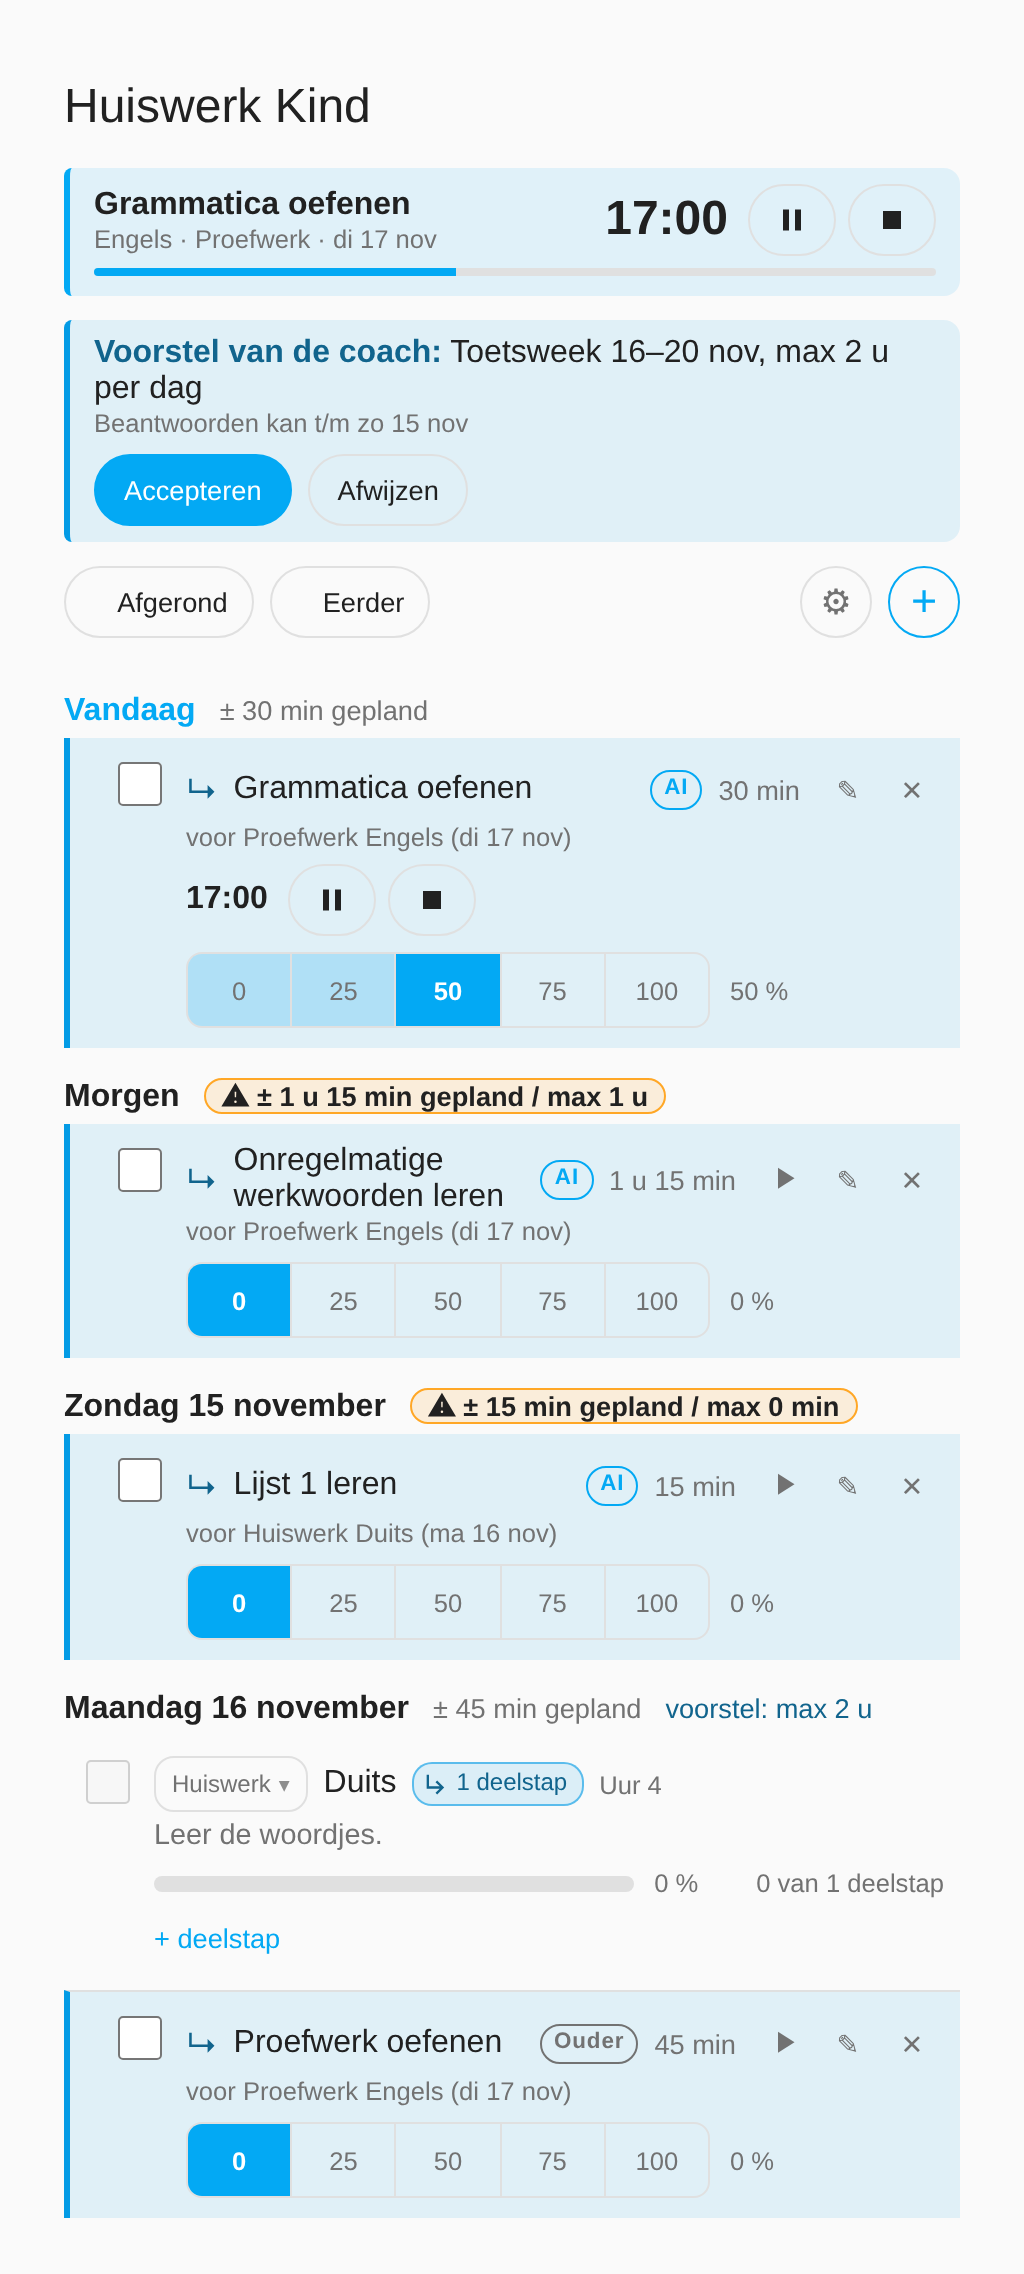 Huiswerk Kind
Grammatica oefenen
17:00
Engels · Proefwerk · di 17 nov
Voorstel van de coach: Toetsweek 16–20 nov, max 2 u
per dag
Beantwoorden kan t/m zo 15 nov
Accepteren
Afwijzen
Afgerond
Eerder
Vandaag ± 30 min gepland
Grammatica oefenen AI 30 min
voor Proefwerk Engels (di 17 nov)
17:00
0 25 50 75 100 50 %
Morgen ± 1 u 15 min gepland / max 1 u
Onregelmatige
werkwoorden leren AI 1 u 15 min
voor Proefwerk Engels (di 17 nov)
0 25 50 75 100 0 %
Zondag 15 november ± 15 min gepland / max 0 min
Lijst 1 leren AI 15 min
voor Huiswerk Duits (ma 16 nov)
0 25 50 75 100 0 %
Maandag 16 november ± 45 min gepland voorstel: max 2 u
Huiswerk ▾ Duits 1 deelstap Uur 4
Leer de woordjes.
0 % 0 van 1 deelstap
+ deelstap
Proefwerk oefenen Ouder 45 min
voor Proefwerk Engels (di 17 nov)
0 25 50 75 100 0 %